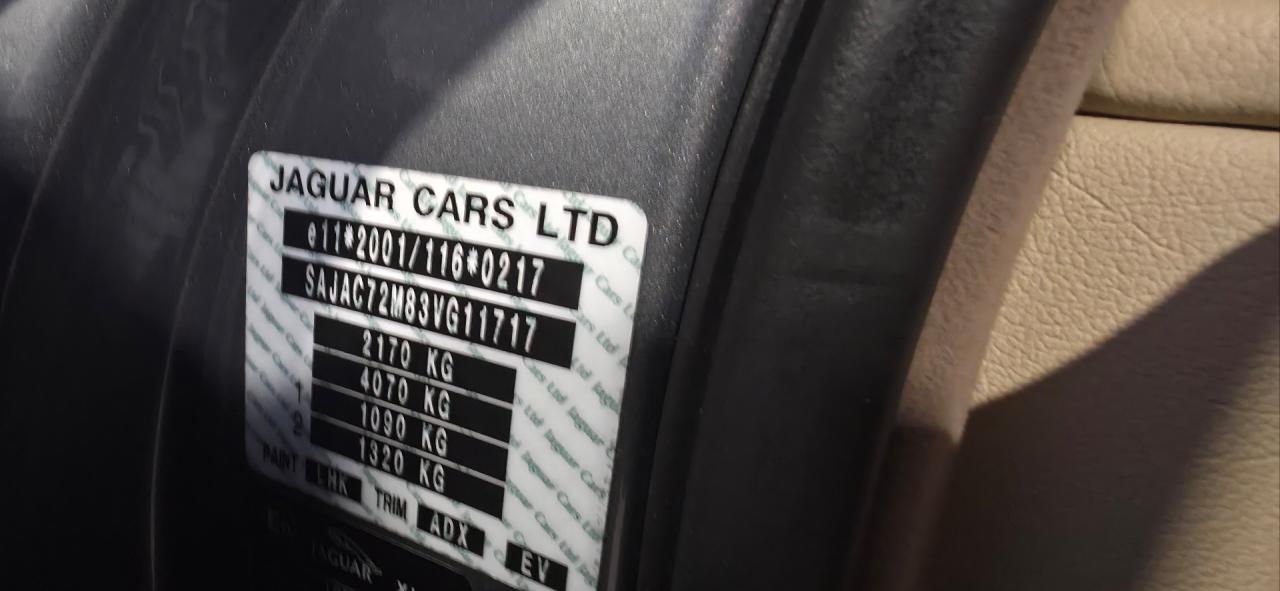 JAGUAR CARS LTD
e11*2001/116*0217
SAJAC72M83VG11717
2170 KG
1 4070 KG
2 1090 KG
1320 KG
PAINT LHK TRIM ADX EV
JAGUAR